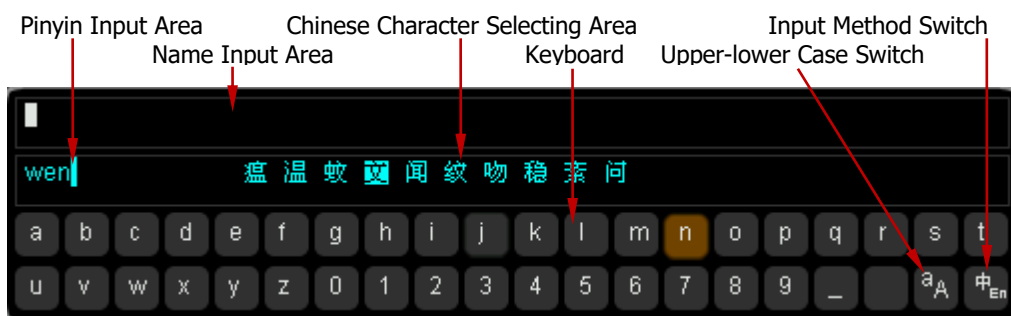 Pinyin Input Area Chinese Character Selecting Area Input Method Switch
Name Input Area Keyboard Upper-lower Case Switch
wen 瘟 温 蚊 文 闻 纹 吻 稳 紊 问
a b c d e f g h i j k l m n o p q r s t
u v w x y z 0 1 2 3 4 5 6 7 8 9 _ aA 中En